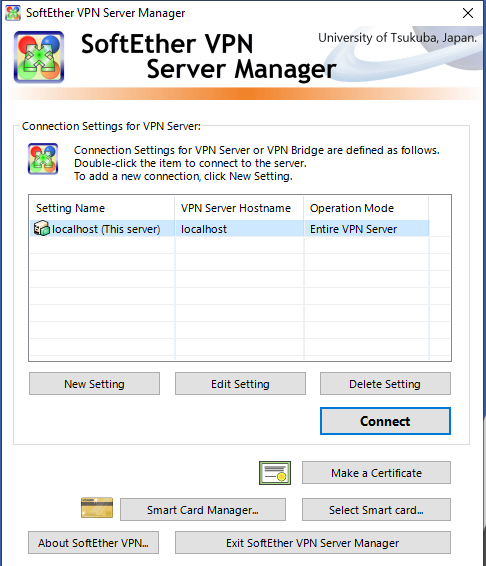 SoftEther VPN Server Manager
University of Tsukuba, Japan.
SoftEther VPN
Server Manager
Connection Settings for VPN Server:
Connection Settings for VPN Server or VPN Bridge are defined as follows.
Double-click the item to connect to the server.
To add a new connection, click New Setting.
Setting Name VPN Server Hostname Operation Mode
localhost (This server) localhost Entire VPN Server
New Setting Edit Setting Delete Setting
Connect
Make a Certificate
Smart Card Manager... Select Smart card...
About SoftEther VPN... Exit SoftEther VPN Server Manager